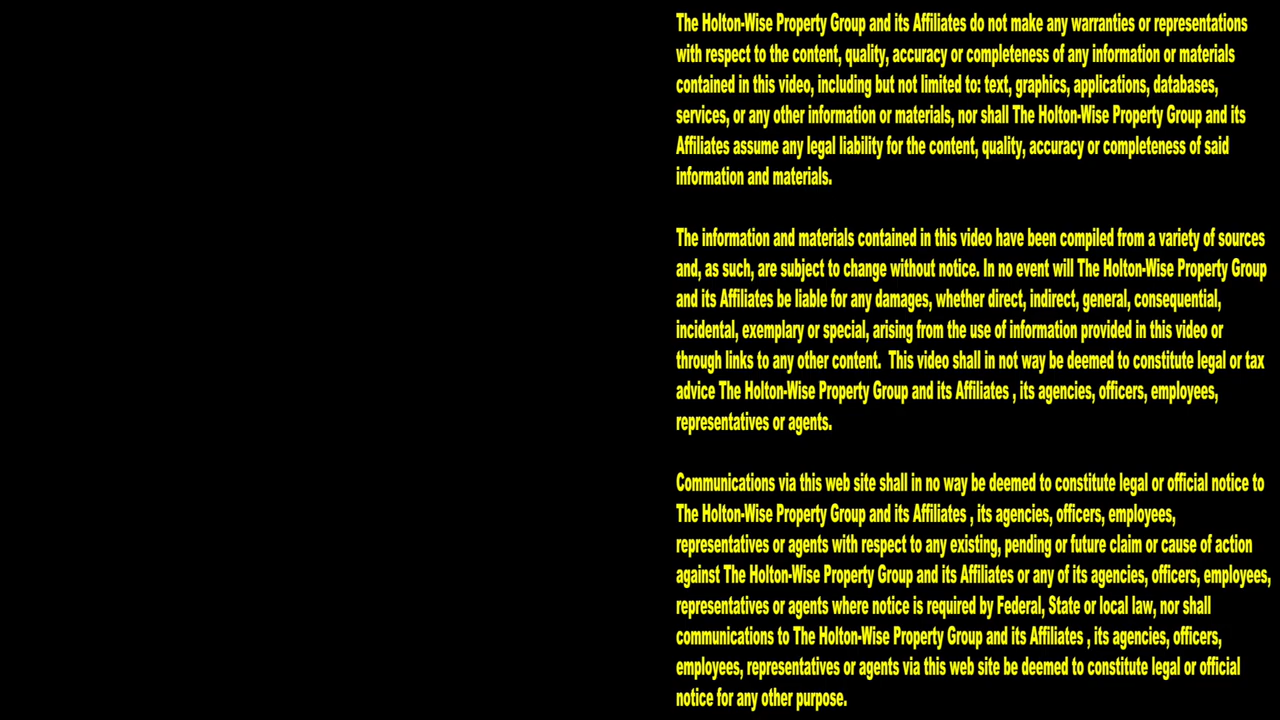 The Holton-Wise Property Group and its Affiliates do not make any warranties or representations
with respect to the content, quality, accuracy or completeness of any information or materials
contained in this video, including but not limited to: text, graphics, applications, databases,
services, or any other information or materials, nor shall The Holton-Wise Property Group and its
Affiliates assume any legal liability for the content, quality, accuracy or completeness of said
information and materials.
The information and materials contained in this video have been compiled from a variety of sources
and, as such, are subject to change without notice. In no event will The Holton-Wise Property Group
and its Affiliates be liable for any damages, whether direct, indirect, general, consequential,
incidental, exemplary or special, arising from the use of information provided in this video or
through links to any other content.  This video shall in not way be deemed to constitute legal or tax
advice The Holton-Wise Property Group and its Affiliates , its agencies, officers, employees,
representatives or agents.
Communications via this web site shall in no way be deemed to constitute legal or official notice to
The Holton-Wise Property Group and its Affiliates , its agencies, officers, employees,
representatives or agents with respect to any existing, pending or future claim or cause of action
against The Holton-Wise Property Group and its Affiliates or any of its agencies, officers, employees,
representatives or agents where notice is required by Federal, State or local law, nor shall
communications to The Holton-Wise Property Group and its Affiliates , its agencies, officers,
employees, representatives or agents via this web site be deemed to constitute legal or official
notice for any other purpose.